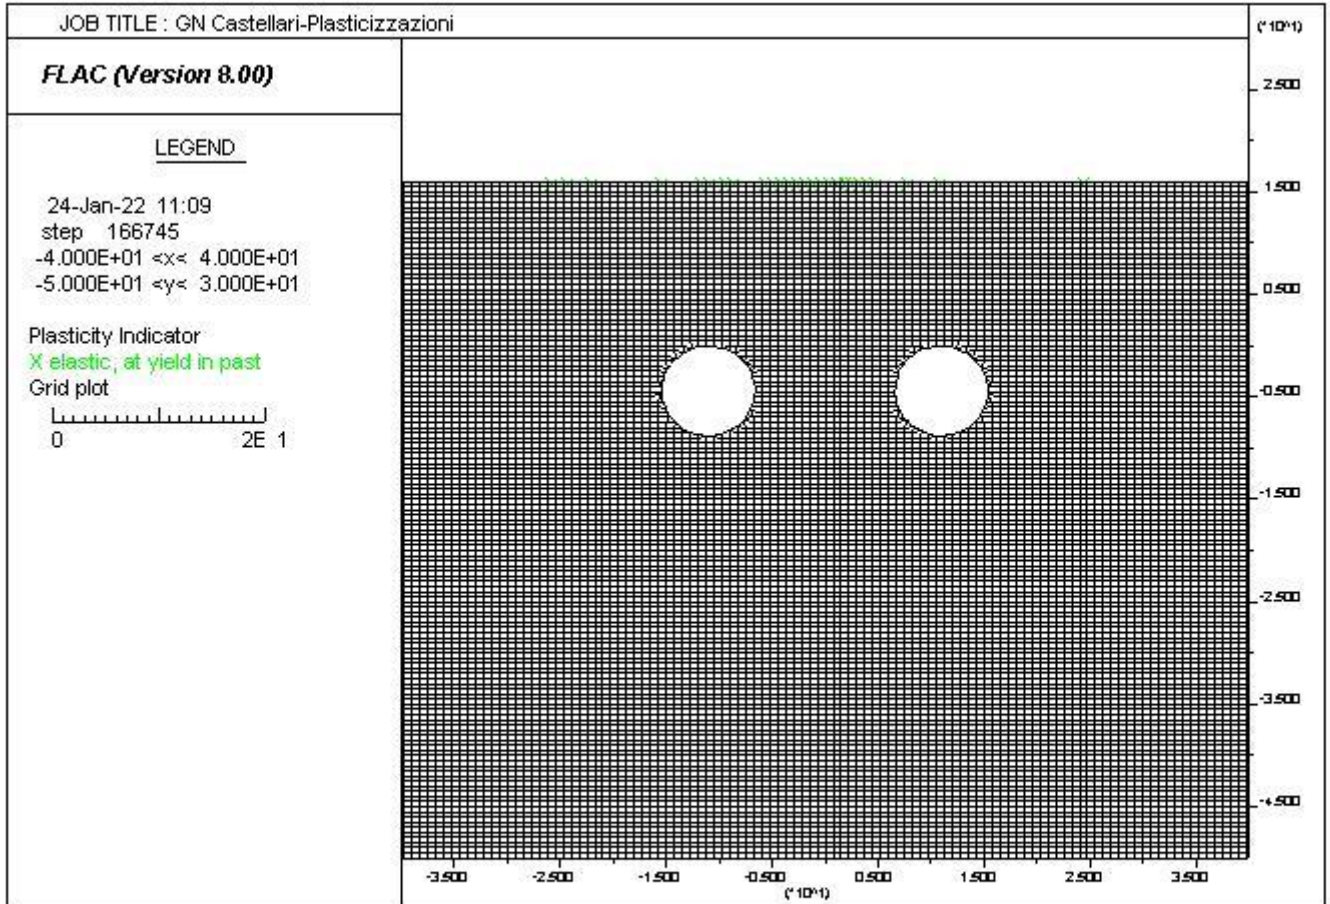 JOB TITLE : GN Castellari-Plasticizzazioni
FLAC (Version 8.00)
LEGEND
24-Jan-22 11:09
step 166745
-4.000E+01 <x< 4.000E+01
-5.000E+01 <y< 3.000E+01
Plasticity Indicator
X elastic, at yield in past
Grid plot
0 2E 1
(*10^1)
2.500
1.500
0.500
-0.500
-1.500
-2.500
-3.500
-4.500
-3.500 -2.500 -1.500 -0.500 0.500 1.500 2.500 3.500
(*10^1)